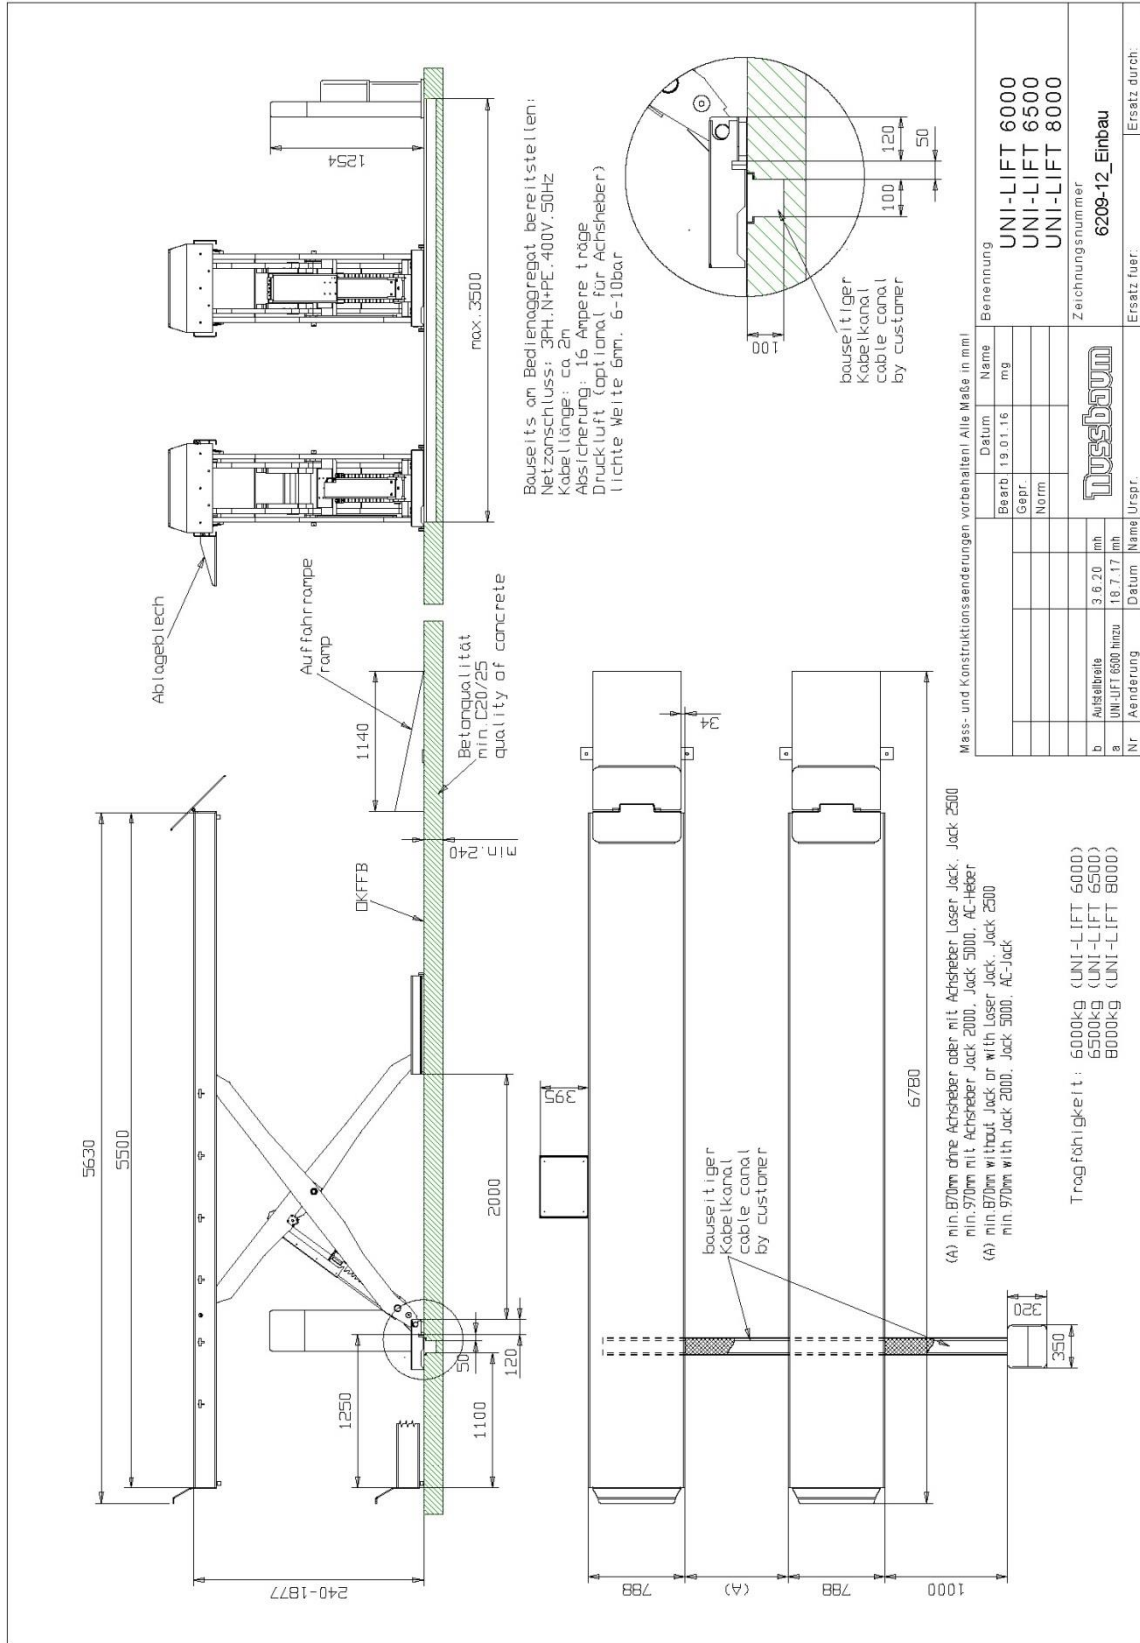 5630
5500
240-1877
1250
1100
50
120
2000
OKFFB
min.240
1140
Auffahrrampe
ramp
Betonqualität
min.C20/25
quality of concrete
Ablageblech
1254
max.3500
Bauseits am Bedienaggregat bereitstellen:
Netzanschluss: 3PH.N+PE.400V.50Hz
Kabellänge: ca 2m
Absicherung: 16 Ampere träge
Druckluft (optional für Achsheber)
lichte Weite 6mm. 6-10bar
100
bauseitiger
Kabelkanal
cable canal
by customer
100
120
50
788
(A)
788
1000
395
bauseitiger
Kabelkanal
cable canal
by customer
6780
34
350
320
(A) min.870mm ohne Achsheber oder mit Achsheber Laser Jack. Jack 2500
min.970mm mit Achsheber Jack 2000. Jack 5000. AC-Heber
(A) min.870mm without Jack or with Laser Jack. Jack 2500
min.970mm with Jack 2000. Jack 5000. AC-Jack
Tragfähigkeit: 6000kg (UNI-LIFT 6000)
6500kg (UNI-LIFT 6500)
8000kg (UNI-LIFT 8000)
Mass- und Konstruktionsaenderungen vorbehalten! Alle Maße in mm!
Datum Name
Bearb. 19.01.16 mg
Gepr.
Norm
Benennung
UNI-LIFT 6000
UNI-LIFT 6500
UNI-LIFT 8000
nussbaum
Zeichnungsnummer
6209-12_Einbau
b Aufstellbreite 3.6.20 mh
a UNI-LIFT 6500 hinzu 18.7.17 mh
Nr Aenderung Datum Name Urspr. Ersatz fuer: Ersatz durch: